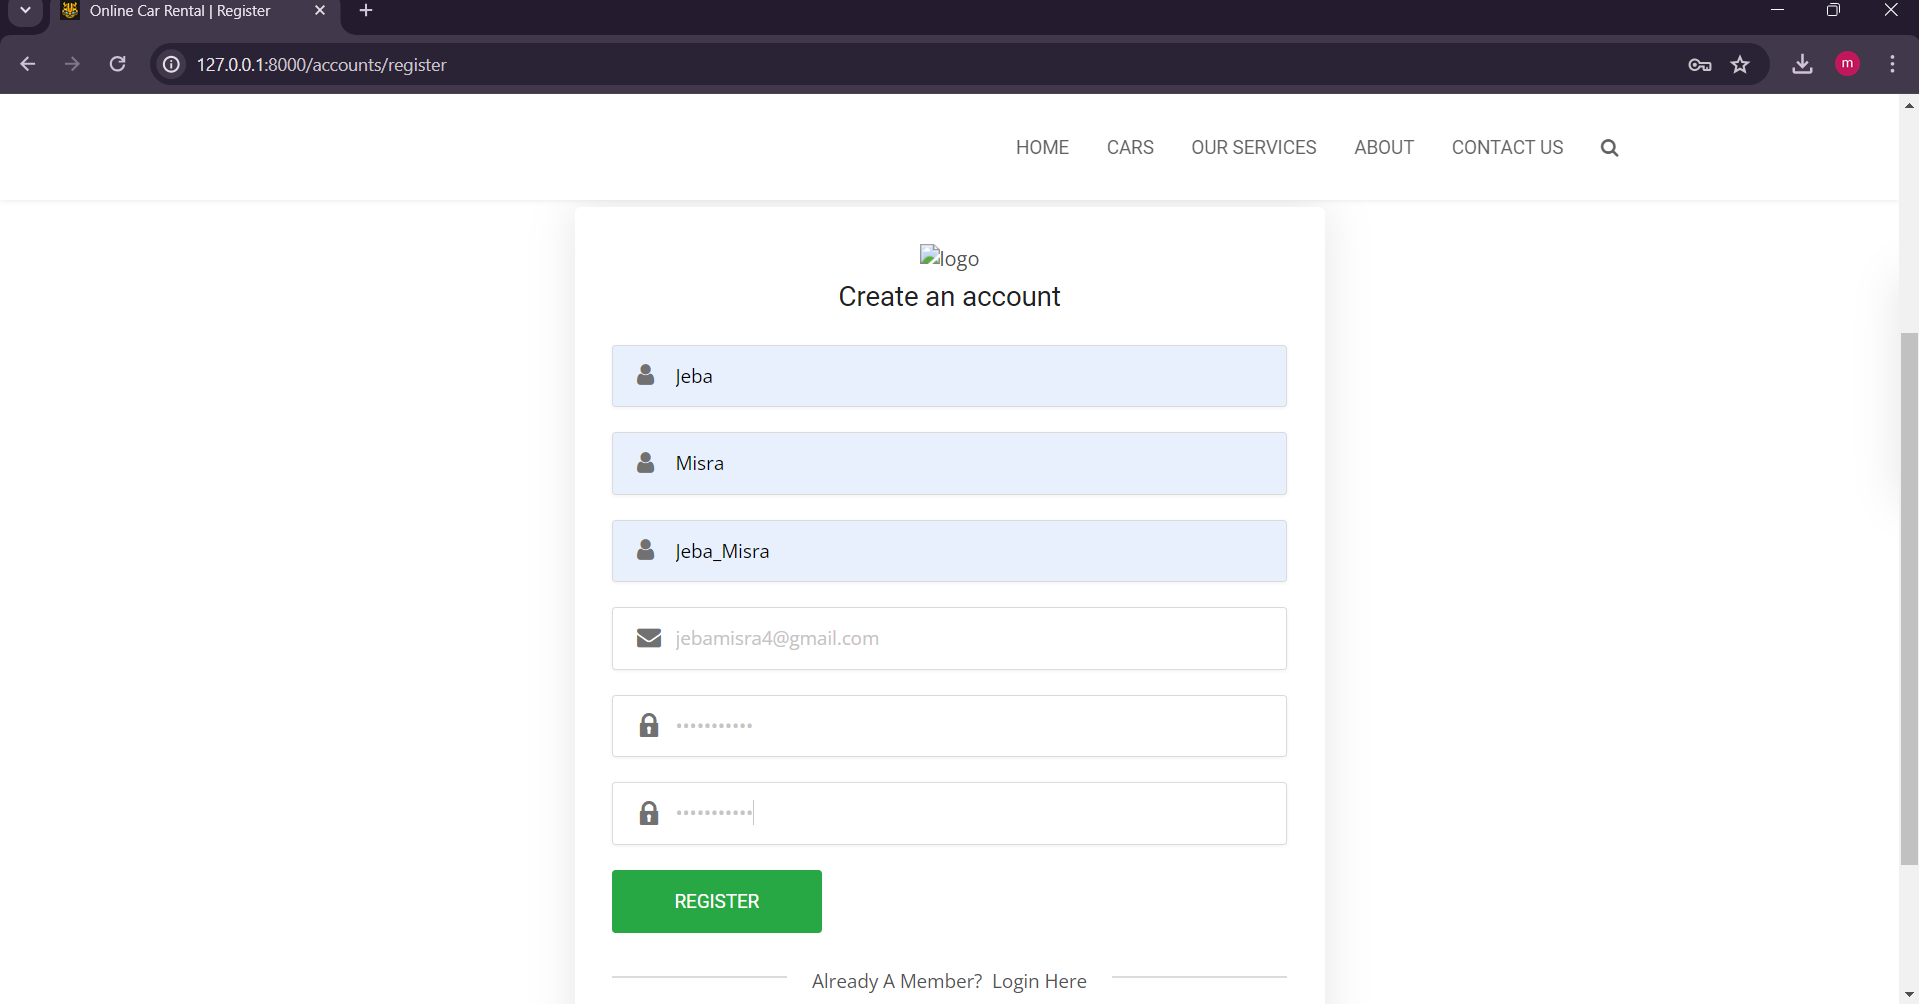 Online Car Rental | Register
127.0.0.1:8000/accounts/register
m
HOME CARS OUR SERVICES ABOUT CONTACT US
logo
Create an account
Jeba
Misra
Jeba_Misra
jebamisra4@gmail.com
•••••••••••
•••••••••••
REGISTER
Already A Member? Login Here